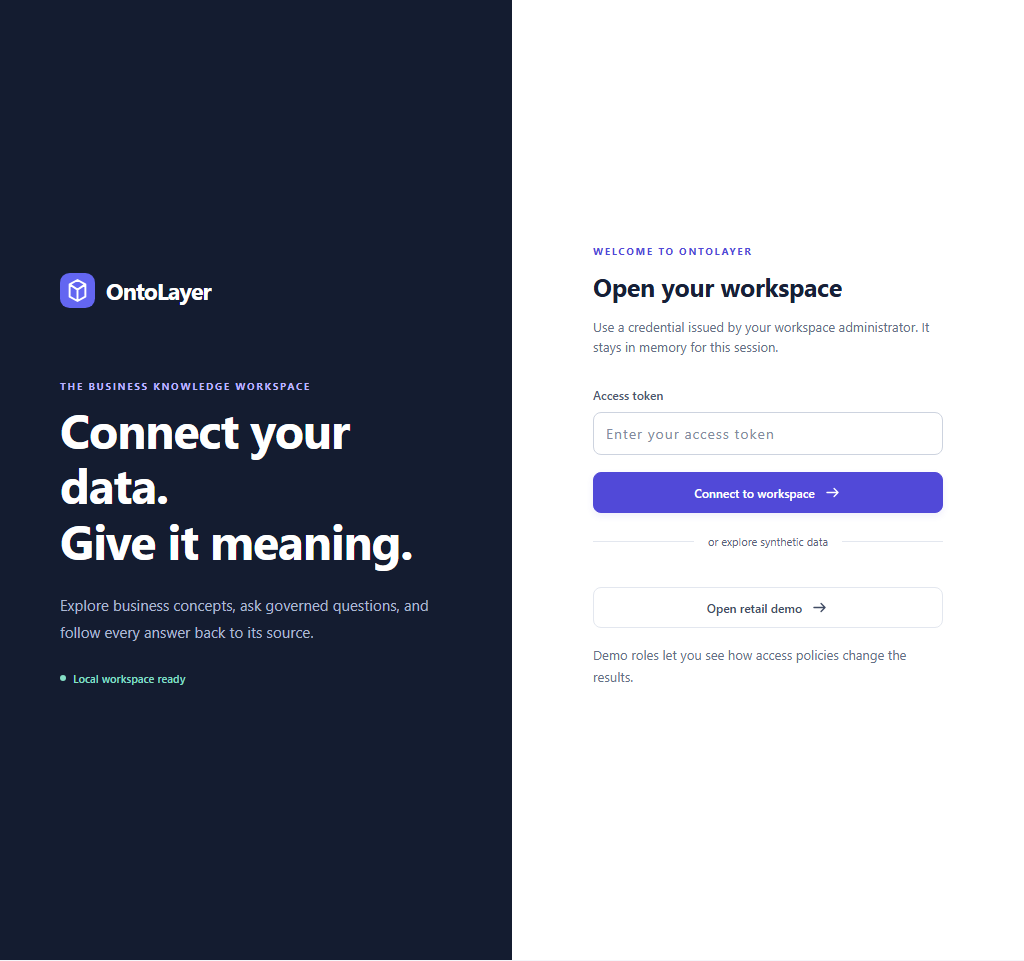 OntoLayer
THE BUSINESS KNOWLEDGE WORKSPACE
Connect your
data.
Give it meaning.
Explore business concepts, ask governed questions, and
follow every answer back to its source.
Local workspace ready
WELCOME TO ONTOLAYER
Open your workspace
Use a credential issued by your workspace administrator. It
stays in memory for this session.
Access token
Enter your access token
Connect to workspace →
or explore synthetic data
Open retail demo →
Demo roles let you see how access policies change the
results.